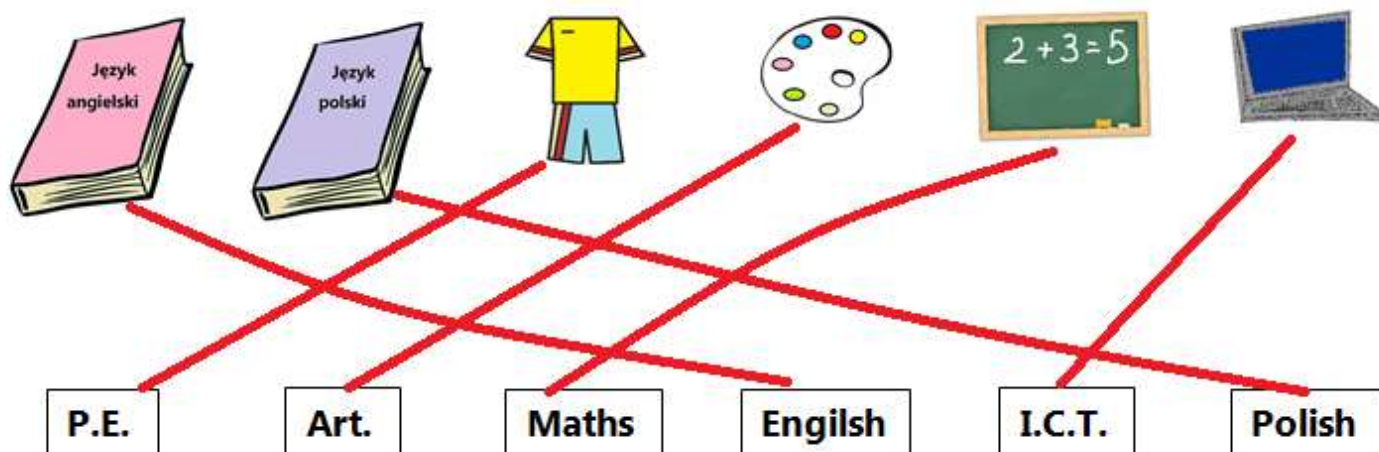 Język
angielski
Język
polski
2 + 3 = 5
P.E.
Art.
Maths
Engilsh
I.C.T.
Polish